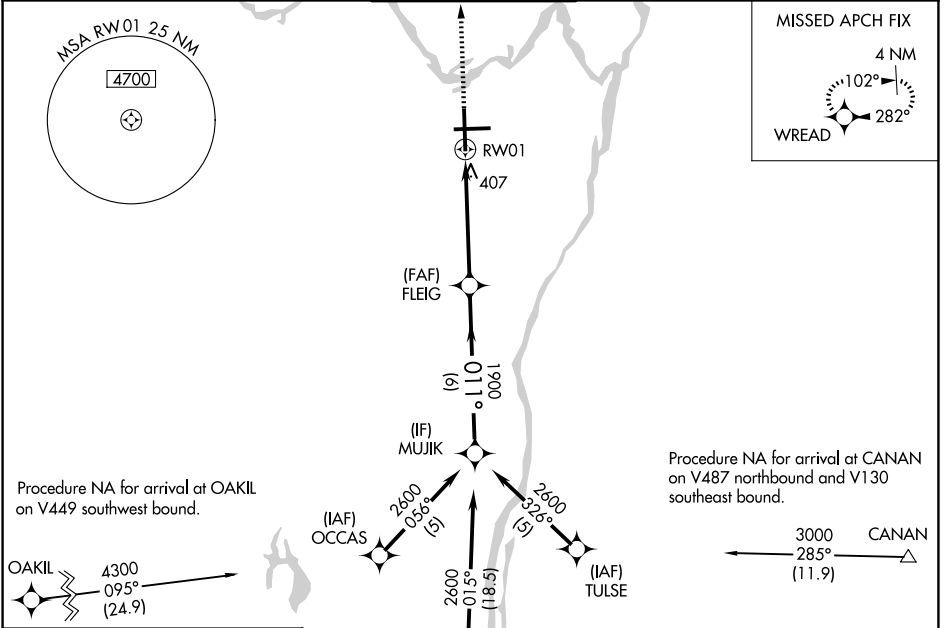 MSA RW01 25 NM
4700
MISSED APCH FIX
4 NM
102°
282°
WREAD
RW01
407
(FAF)
FLEIG
1600
011°
(6)
(IF)
MUJIK
Procedure NA for arrival at OAKIL
on V449 southwest bound.
Procedure NA for arrival at CANAN
on V487 northbound and V130
southeast bound.
(IAF)
OCCAS
2600
056°
(5)
2600
326°
(5)
(IAF)
TULSE
2600
015°
(18.5)
OAKIL
4300
095°
(24.9)
3000
285°
(11.9)
CANAN